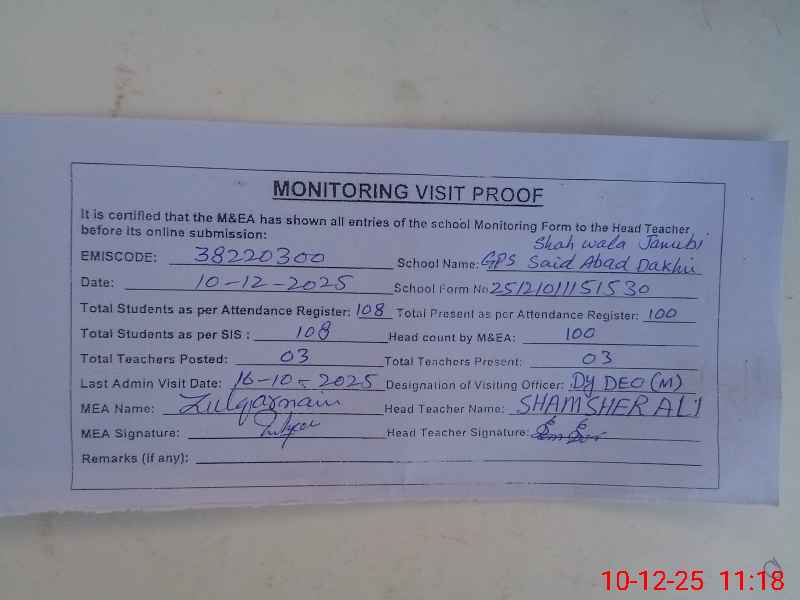 MONITORING VISIT PROOF
It is certified that the M&EA has shown all entries of the school Monitoring Form to the Head Teacher
before its online submission:
Shah wala Janubi
EMISCODE: 38220300 School Name: GPS Said Abad Dakhli
Date: 10-12-2025 School Form No 25121011151530
Total Students as per Attendance Register: 108 Total Present as per Attendance Register: 100
Total Students as per SIS : 108 Head count by M&EA: 100
Total Teachers Posted: 03 Total Teachers Present: 03
Last Admin Visit Date: 16-10-2025 Designation of Visiting Officer: Dy DEO (M)
MEA Name: Zulqarnain Head Teacher Name: SHAMSHER ALI
MEA Signature: Head Teacher Signature:
Remarks (if any):
10-12-25 11:18